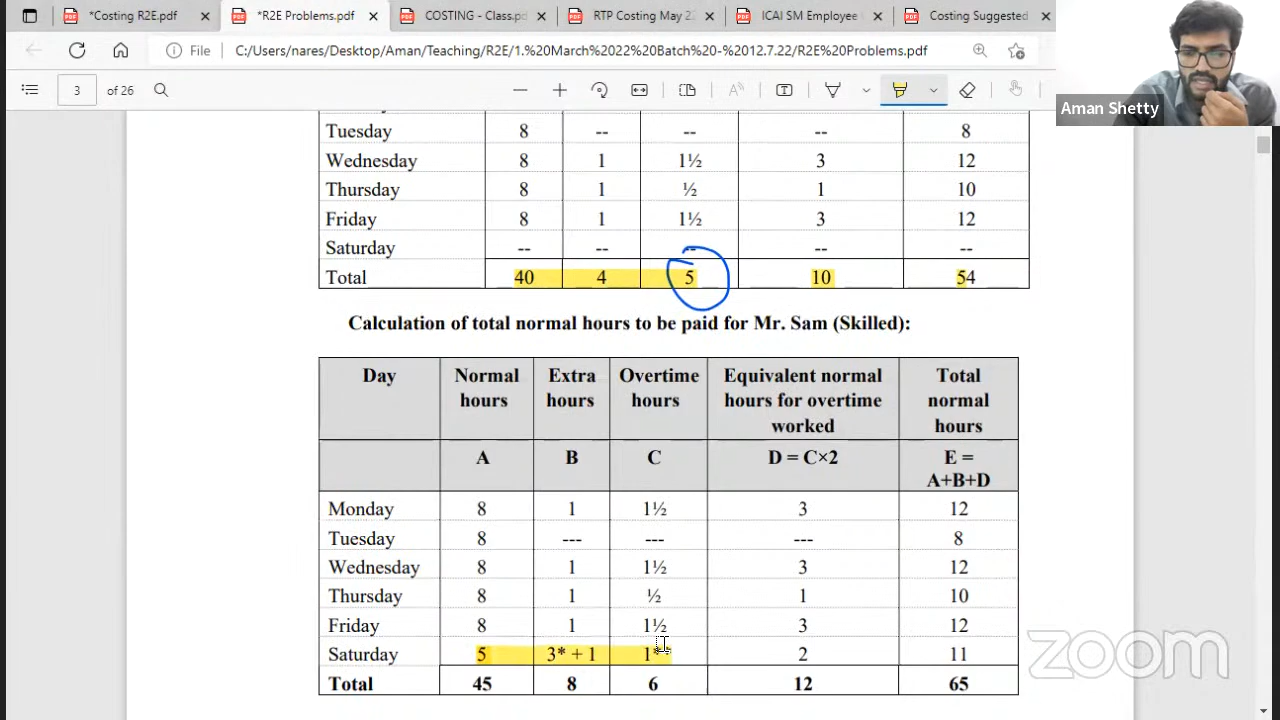 *Costing R2E.pdf
*R2E Problems.pdf
COSTING - Class.pd
RTP Costing May 2
ICAI SM Employee
Costing Suggested
File
C:/Users/nares/Desktop/Aman/Teaching/R2E/1.%20March%2022%20Batch%20-%2012.7.22/R2E%20Problems.pdf
3 of 26
Aman Shetty
Tuesday 8 -- -- -- 8
Wednesday 8 1 1½ 3 12
Thursday 8 1 ½ 1 10
Friday 8 1 1½ 3 12
Saturday -- -- -- -- --
Total 40 4 5 10 54
Calculation of total normal hours to be paid for Mr. Sam (Skilled):
Day Normal hours Extra hours Overtime hours Equivalent normal hours for overtime worked Total normal hours
A B C D = C×2 E = A+B+D
Monday 8 1 1½ 3 12
Tuesday 8 --- --- --- 8
Wednesday 8 1 1½ 3 12
Thursday 8 1 ½ 1 10
Friday 8 1 1½ 3 12
Saturday 5 3* + 1 1 2 11
Total 45 8 6 12 65
zoom